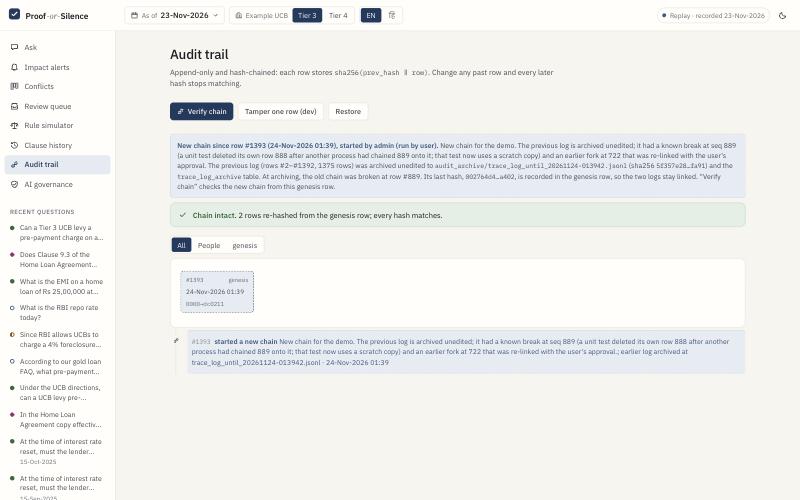 Proof-or-Silence
As of 23-Nov-2026
Example UCB Tier 3 Tier 4
EN हि
Replay · recorded 23-Nov-2026
Ask
Impact alerts
Conflicts
Review queue
Rule simulator
Clause history
Audit trail
AI governance
RECENT QUESTIONS
Can a Tier 3 UCB levy a
pre-payment charge on a...
Does Clause 9.3 of the
Home Loan Agreement...
What is the EMI on a home
loan of Rs 25,00,000 at...
What is the RBI repo rate
today?
Since RBI allows UCBs to
charge a 4% foreclosure...
According to our gold loan
FAQ, what pre-payment...
Under the UCB directions,
can a UCB levy pre-...
In the Home Loan
Agreement copy effectiv...
At the time of interest rate
reset, must the lender...
15-Oct-2025
At the time of interest rate
reset, must the lender...
15-Sep-2025
Audit trail
Append-only and hash-chained: each row stores sha256(prev_hash ‖ row). Change any past row and every later
hash stops matching.
Verify chain Tamper one row (dev) Restore
New chain since row #1393 (24-Nov-2026 01:39), started by admin (run by user). New chain for the demo. The previous log is archived unedited; it had a known break at seq 889
(a unit test deleted its own row 888 after another process had chained 889 onto it; that test now uses a scratch copy) and an earlier fork at 722 that was re-linked with the user's
approval. The previous log (rows #2–#1392, 1375 rows) was archived unedited to audit_archive/trace_log_until_20261124-013942.jsonl (sha256 5f357e28…fa91) and the
trace_log_archive table. At archiving, the old chain was broken at row #889. Its last hash, 002764d4…a402, is recorded in the genesis row, so the two logs stay linked. "Verify
chain" checks the new chain from this genesis row.
Chain intact. 2 rows re-hashed from the genesis row; every hash matches.
All People genesis
#1393 genesis
24-Nov-2026 01:39
0000→dc0211
#1393 started a new chain New chain for the demo. The previous log is archived unedited; it had a known break at seq 889 (a unit test deleted its own row 888 after another
process had chained 889 onto it; that test now uses a scratch copy) and an earlier fork at 722 that was re-linked with the user's approval.; earlier log archived at
trace_log_until_20261124-013942.jsonl · 24-Nov-2026 01:39